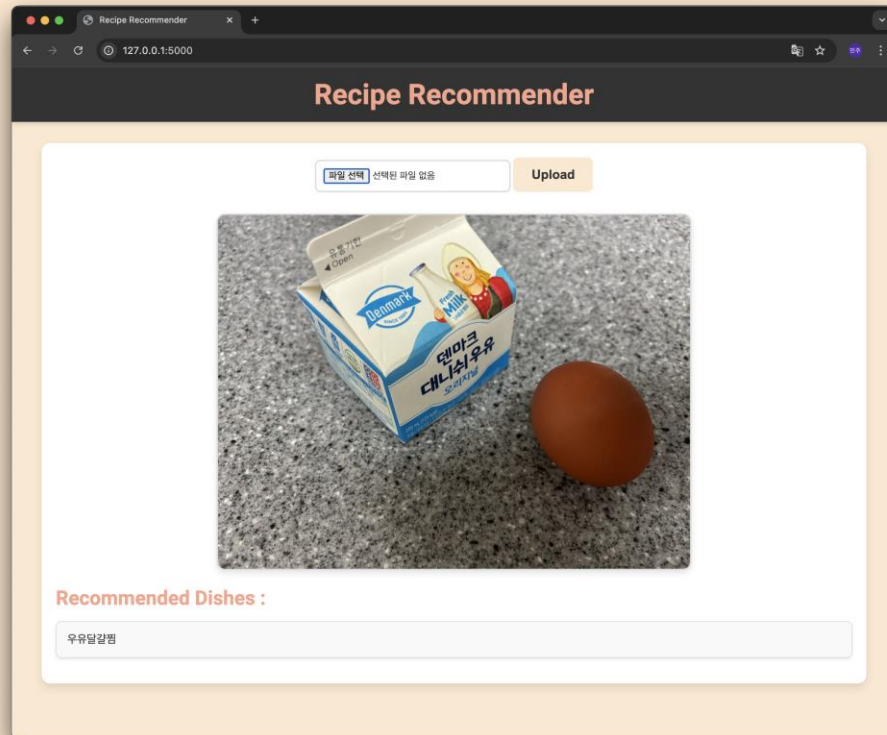 Recipe Recommender
127.0.0.1:5000
Recipe Recommender
파일 선택 선택된 파일 없음
Upload
유통기한
Open
Denmark
SINCE 1985
Fresh
Milk
덴마크
대니쉬 우유
오리지널
Recommended Dishes :
우유달걀찜